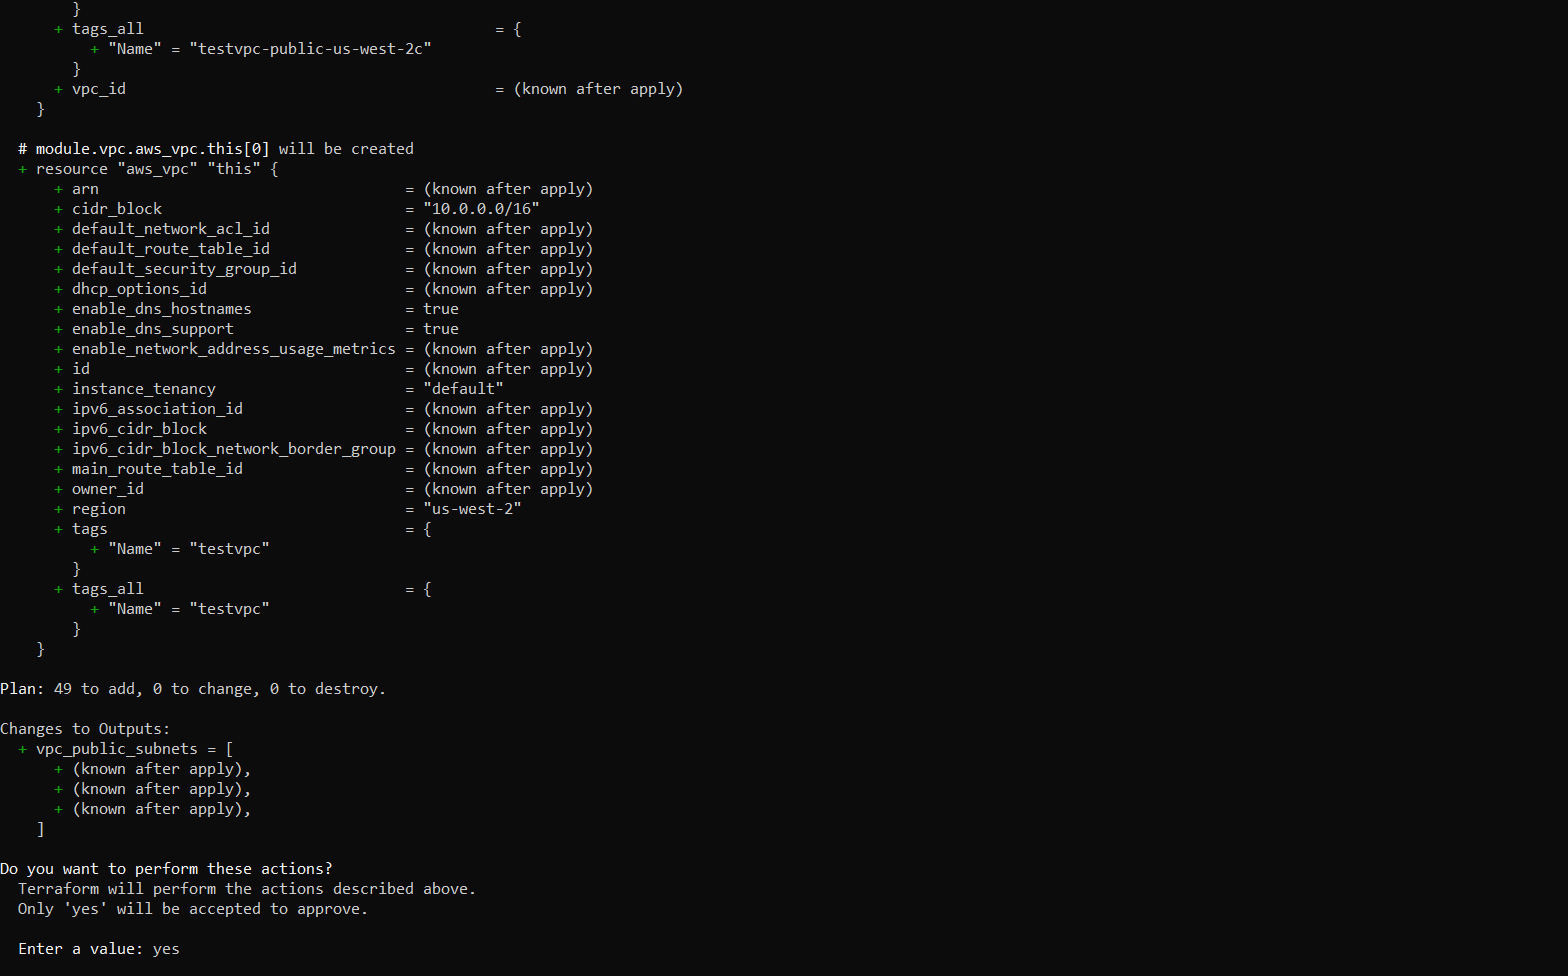 }
      + tags_all                                       = {
          + "Name" = "testvpc-public-us-west-2c"
        }
      + vpc_id                                         = (known after apply)
    }

  # module.vpc.aws_vpc.this[0] will be created
  + resource "aws_vpc" "this" {
      + arn                                  = (known after apply)
      + cidr_block                           = "10.0.0.0/16"
      + default_network_acl_id               = (known after apply)
      + default_route_table_id               = (known after apply)
      + default_security_group_id            = (known after apply)
      + dhcp_options_id                      = (known after apply)
      + enable_dns_hostnames                 = true
      + enable_dns_support                   = true
      + enable_network_address_usage_metrics = (known after apply)
      + id                                   = (known after apply)
      + instance_tenancy                     = "default"
      + ipv6_association_id                  = (known after apply)
      + ipv6_cidr_block                      = (known after apply)
      + ipv6_cidr_block_network_border_group = (known after apply)
      + main_route_table_id                  = (known after apply)
      + owner_id                             = (known after apply)
      + region                               = "us-west-2"
      + tags                                 = {
          + "Name" = "testvpc"
        }
      + tags_all                             = {
          + "Name" = "testvpc"
        }
    }

Plan: 49 to add, 0 to change, 0 to destroy.

Changes to Outputs:
  + vpc_public_subnets = [
      + (known after apply),
      + (known after apply),
      + (known after apply),
    ]

Do you want to perform these actions?
  Terraform will perform the actions described above.
  Only 'yes' will be accepted to approve.

  Enter a value: yes